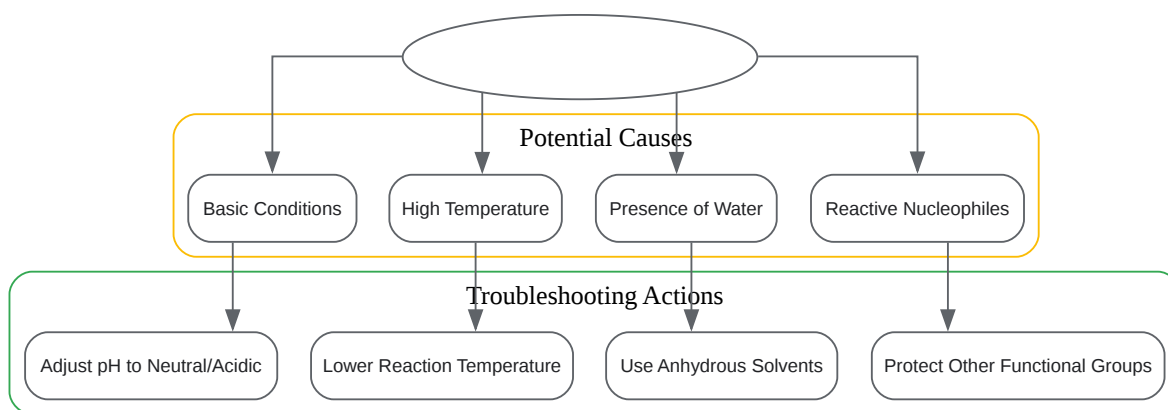 Potential Causes
Basic Conditions
High Temperature
Presence of Water
Reactive Nucleophiles
Troubleshooting Actions
Adjust pH to Neutral/Acidic
Lower Reaction Temperature
Use Anhydrous Solvents
Protect Other Functional Groups